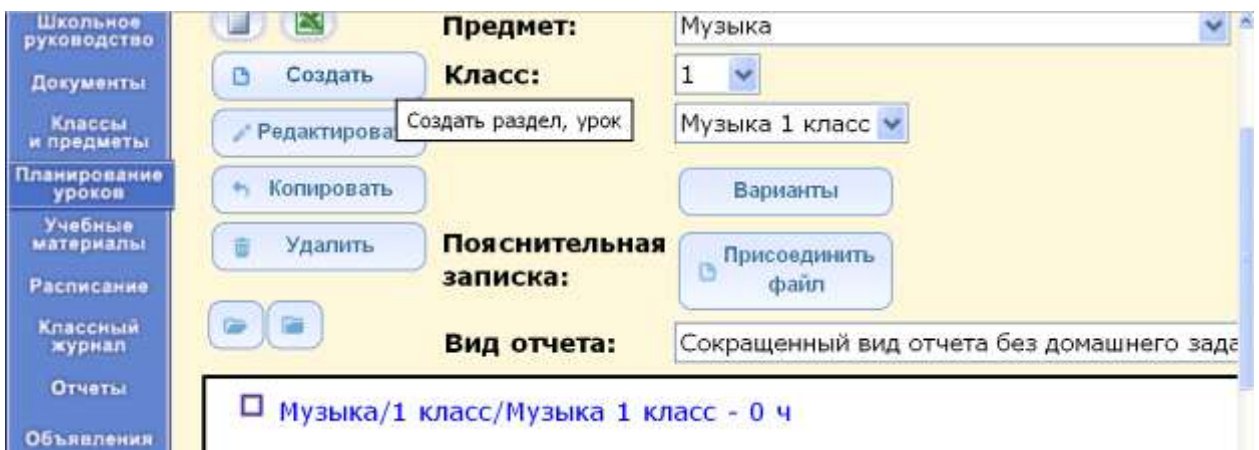 Школьное
руководство
Документы
Классы
и предметы
Планирование
уроков
Учебные
материалы
Расписание
Классный
журнал
Отчеты
Объявления
Предмет:
Музыка
Создать
Класс:
1
Создать раздел, урок
Редактироват
Музыка 1 класс
Копировать
Варианты
Удалить
Пояснительная
записка:
Присоединить
файл
Вид отчета:
Сокращенный вид отчета без домашнего зада
Музыка/1 класс/Музыка 1 класс - 0 ч